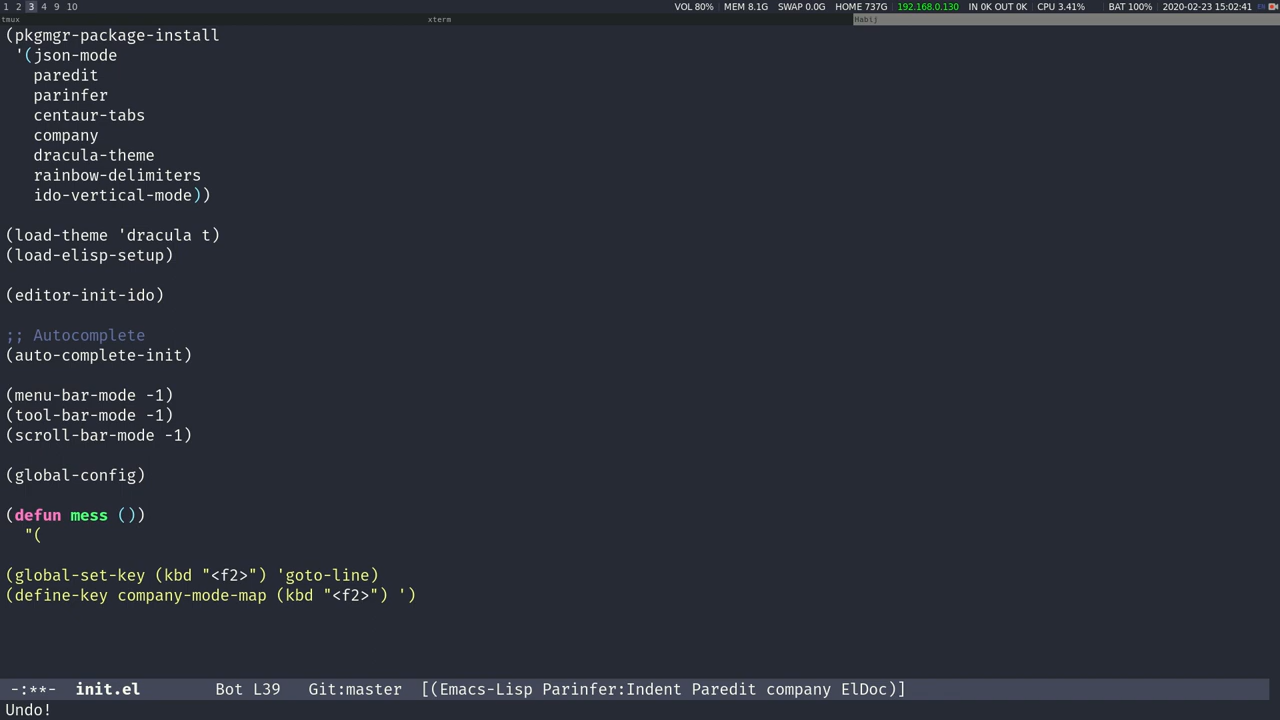 1 2 3 4 9 10 VOL 80% MEM 8.1G SWAP 0.0G HOME 737G 192.168.0.130 IN 0K OUT 0K CPU 3.41% BAT 100% 2020-02-23 15:02:41 EN
tmux xterm Habij
(pkgmgr-package-install
'(json-mode
paredit
parinfer
centaur-tabs
company
dracula-theme
rainbow-delimiters
ido-vertical-mode))
(load-theme 'dracula t)
(load-elisp-setup)
(editor-init-ido)
;; Autocomplete
(auto-complete-init)
(menu-bar-mode -1)
(tool-bar-mode -1)
(scroll-bar-mode -1)
(global-config)
(defun mess ())
"(
(global-set-key (kbd "<f2>") 'goto-line)
(define-key company-mode-map (kbd "<f2>") ')
-:**- init.el Bot L39 Git:master [(Emacs-Lisp Parinfer:Indent Paredit company ElDoc)]
Undo!